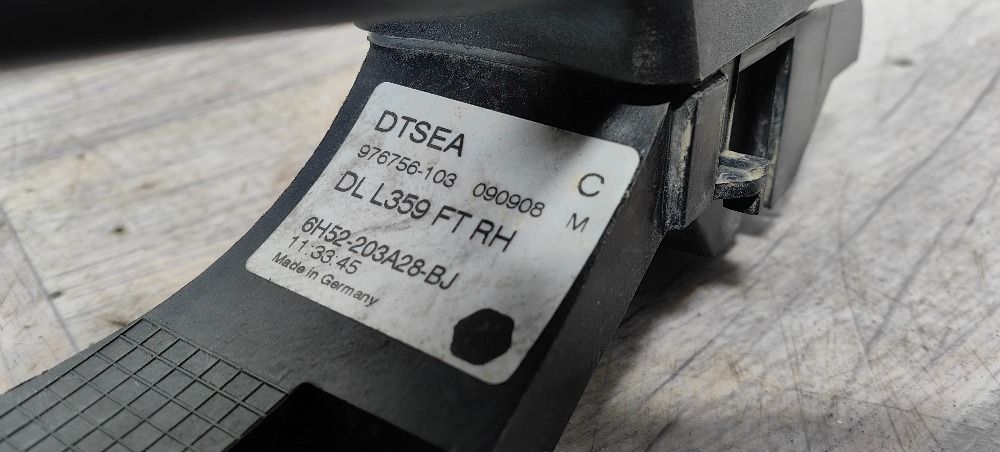 DTSEA
976756-103 090908 C
DL L359 FT RH M
6H52-203A28-BJ
11:33:45
Made in Germany